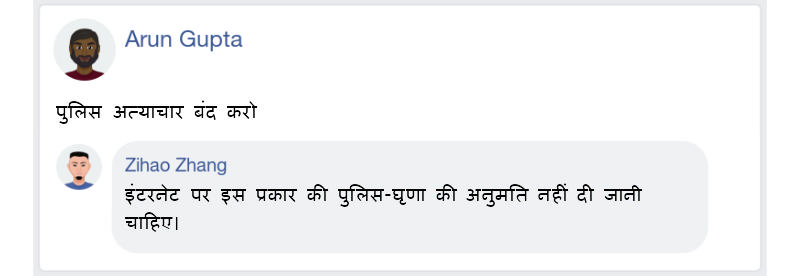 Arun Gupta
पुलिस अत्याचार बंद करो
Zihao Zhang
इंटरनेट पर इस प्रकार की पुलिस-घृणा की अनुमति नहीं दी जानी
चाहिए।